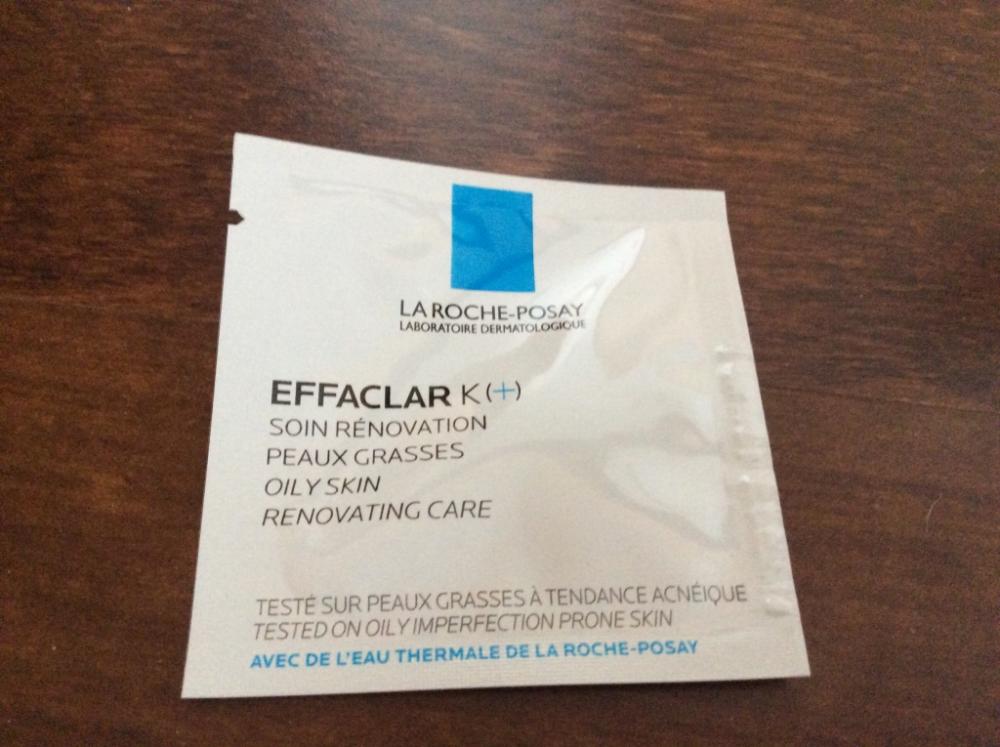 LA ROCHE-POSAY
LABORATOIRE DERMATOLOGIQUE
EFFACLAR K(+)
SOIN RÉNOVATION
PEAUX GRASSES
OILY SKIN
RENOVATING CARE
TESTÉ SUR PEAUX GRASSES À TENDANCE ACNÉIQUE
TESTED ON OILY IMPERFECTION PRONE SKIN
AVEC DE L'EAU THERMALE DE LA ROCHE-POSAY